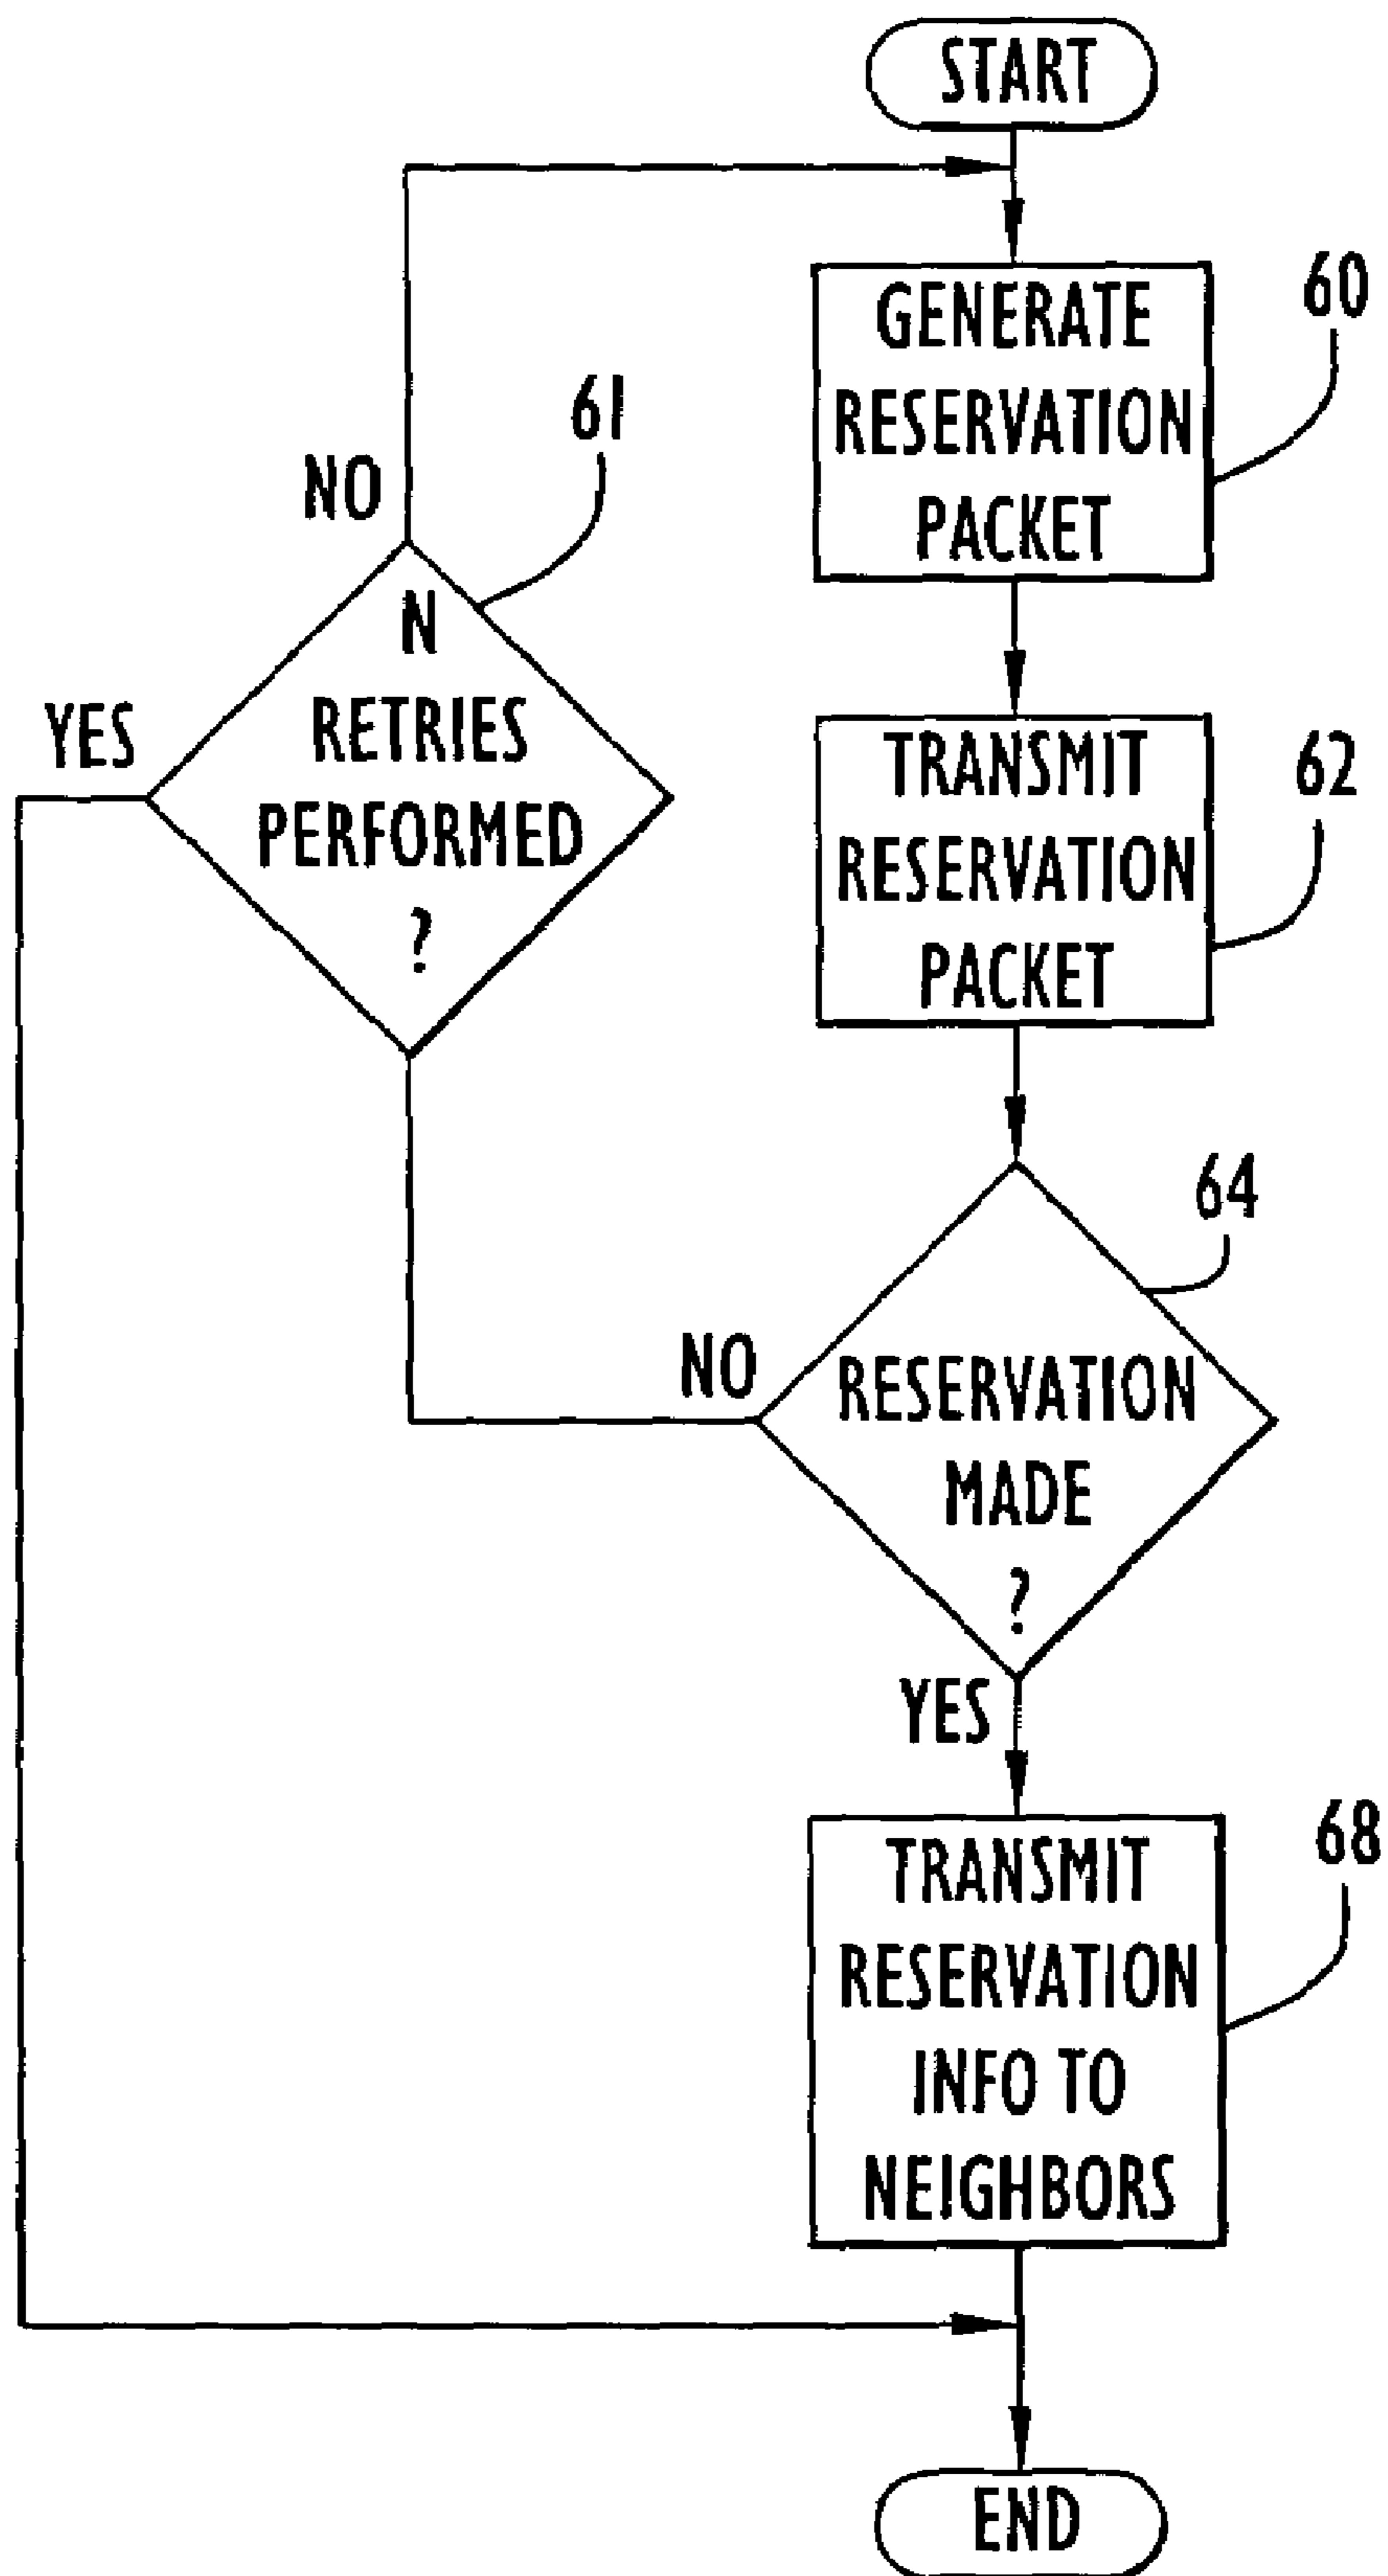 START
GENERATE
RESERVATION
PACKET
60
61
NO
N
RETRIES
PERFORMED
?
YES
TRANSMIT
RESERVATION
PACKET
62
64
NO
RESERVATION
MADE
?
YES
TRANSMIT
RESERVATION
INFO TO
NEIGHBORS
68
END